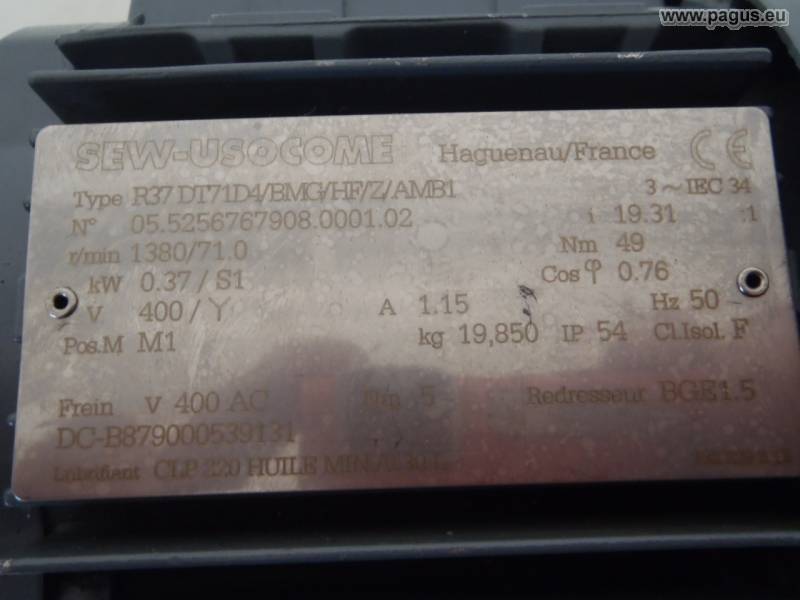 www.pagus.eu
SEW-USOCOME Haguenau/France CE
Type R37 DT71D4/BMG/HF/Z/AMB1 3 ~ IEC 34
N° 05.5256767908.0001.02 i 19.31 :1
r/min 1380/71.0 Nm 49
kW 0.37 / S1 Cos φ 0.76
V 400 / Y A 1.15 Hz 50
Pos.M M1 kg 19,850 IP 54 Cl.Isol. F
Frein V 400 AC Nm 5 Redresseur BGE1.5
DC-B879000539131
Lubrifiant CLP 220 HUILE MIN.